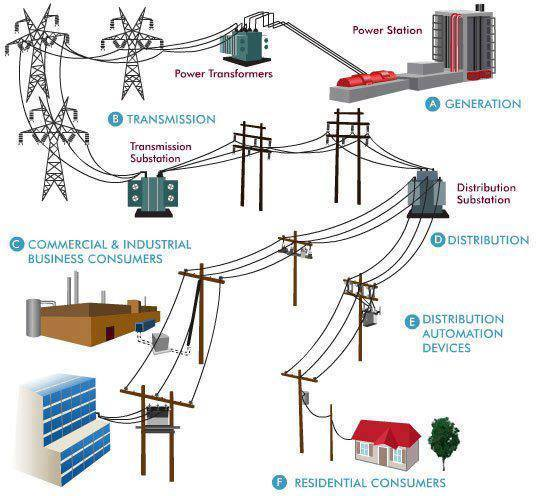 Power Station
Power Transformers
A GENERATION
B TRANSMISSION
Transmission
Substation
Distribution
Substation
C COMMERCIAL & INDUSTRIAL
BUSINESS CONSUMERS
D DISTRIBUTION
E DISTRIBUTION
AUTOMATION
DEVICES
F RESIDENTIAL CONSUMERS